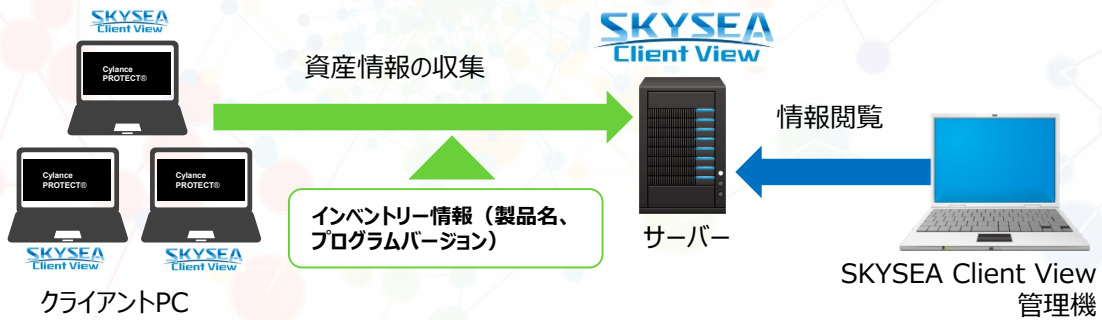 SKYSEA
Client View
Cylance
PROTECT®
Cylance
PROTECT®
Cylance
PROTECT®
SKYSEA
Client View
SKYSEA
Client View
クライアントPC
資産情報の収集
インベントリー情報（製品名、
プログラムバージョン）
SKYSEA
Client View
サーバー
情報閲覧
SKYSEA Client View
管理機